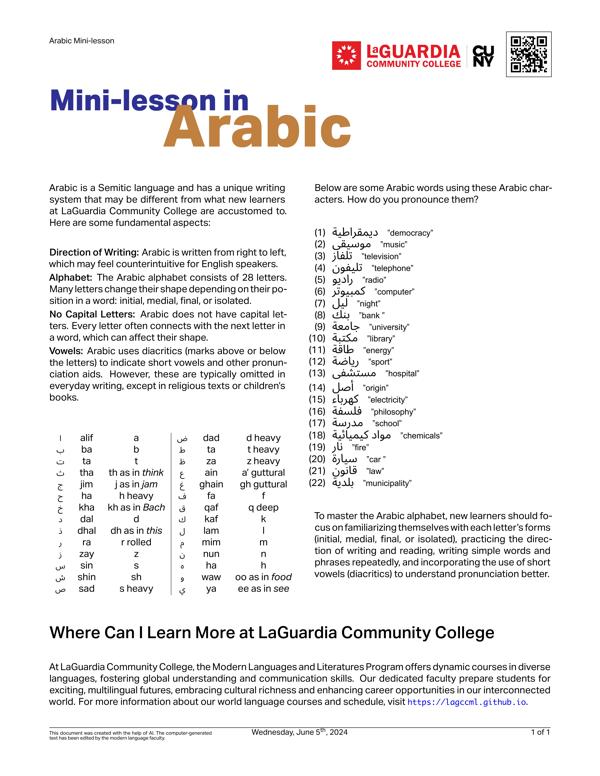 Arabic Mini-lesson
LAGUARDIA
COMMUNITY COLLEGE
CU
NY
Mini-lesson in
Arabic
Arabic is a Semitic language and has a unique writing
system that may be different from what new learners
at LaGuardia Community College are accustomed to.
Here are some fundamental aspects:
Direction of Writing: Arabic is written from right to left,
which may feel counterintuitive for English speakers.
Alphabet: The Arabic alphabet consists of 28 letters.
Many letters change their shape depending on their po-
sition in a word: initial, medial, final, or isolated.
No Capital Letters: Arabic does not have capital let-
ters. Every letter often connects with the next letter in
a word, which can affect their shape.
Vowels: Arabic uses diacritics (marks above or below
the letters) to indicate short vowels and other pronun-
ciation aids. However, these are typically omitted in
everyday writing, except in religious texts or children's
books.
ا alif a ض dad d heavy
ب ba b ط ta t heavy
ت ta t ظ za z heavy
ث tha th as in think ع ain a' guttural
ج jim j as in jam غ ghain gh guttural
ح ha h heavy ف fa f
خ kha kh as in Bach ق qaf q deep
د dal d ك kaf k
ذ dhal dh as in this ل lam l
ر ra r rolled م mim m
ز zay z ن nun n
س sin s ه ha h
ش shin sh و waw oo as in food
ص sad s heavy ي ya ee as in see
Below are some Arabic words using these Arabic char-
acters. How do you pronounce them?
(1) ديمقراطية "democracy"
(2) موسيقى "music"
(3) تلفاز "television"
(4) تليفون "telephone"
(5) راديو "radio"
(6) كمبيوتر "computer"
(7) ليل "night"
(8) بنك "bank "
(9) جامعة "university"
(10) مكتبة "library"
(11) طاقة "energy"
(12) رياضة "sport"
(13) مستشفى "hospital"
(14) أصل "origin"
(15) كهرباء "electricity"
(16) فلسفة "philosophy"
(17) مدرسة "school"
(18) مواد كيميائية "chemicals"
(19) نار "fire"
(20) سيارة "car "
(21) قانون "law"
(22) بلدية "municipality"
To master the Arabic alphabet, new learners should fo-
cus on familiarizing themselves with each letter's forms
(initial, medial, final, or isolated), practicing the direc-
tion of writing and reading, writing simple words and
phrases repeatedly, and incorporating the use of short
vowels (diacritics) to understand pronunciation better.
Where Can I Learn More at LaGuardia Community College
At LaGuardia Community College, the Modern Languages and Literatures Program offers dynamic courses in diverse
languages, fostering global understanding and communication skills. Our dedicated faculty prepare students for
exciting, multilingual futures, embracing cultural richness and enhancing career opportunities in our interconnected
world. For more information about our world language courses and schedule, visit https://lagccml.github.io.
This document was created with the help of AI. The computer-generated
text has been edited by the modern language faculty.
Wednesday, June 5th, 2024
1 of 1